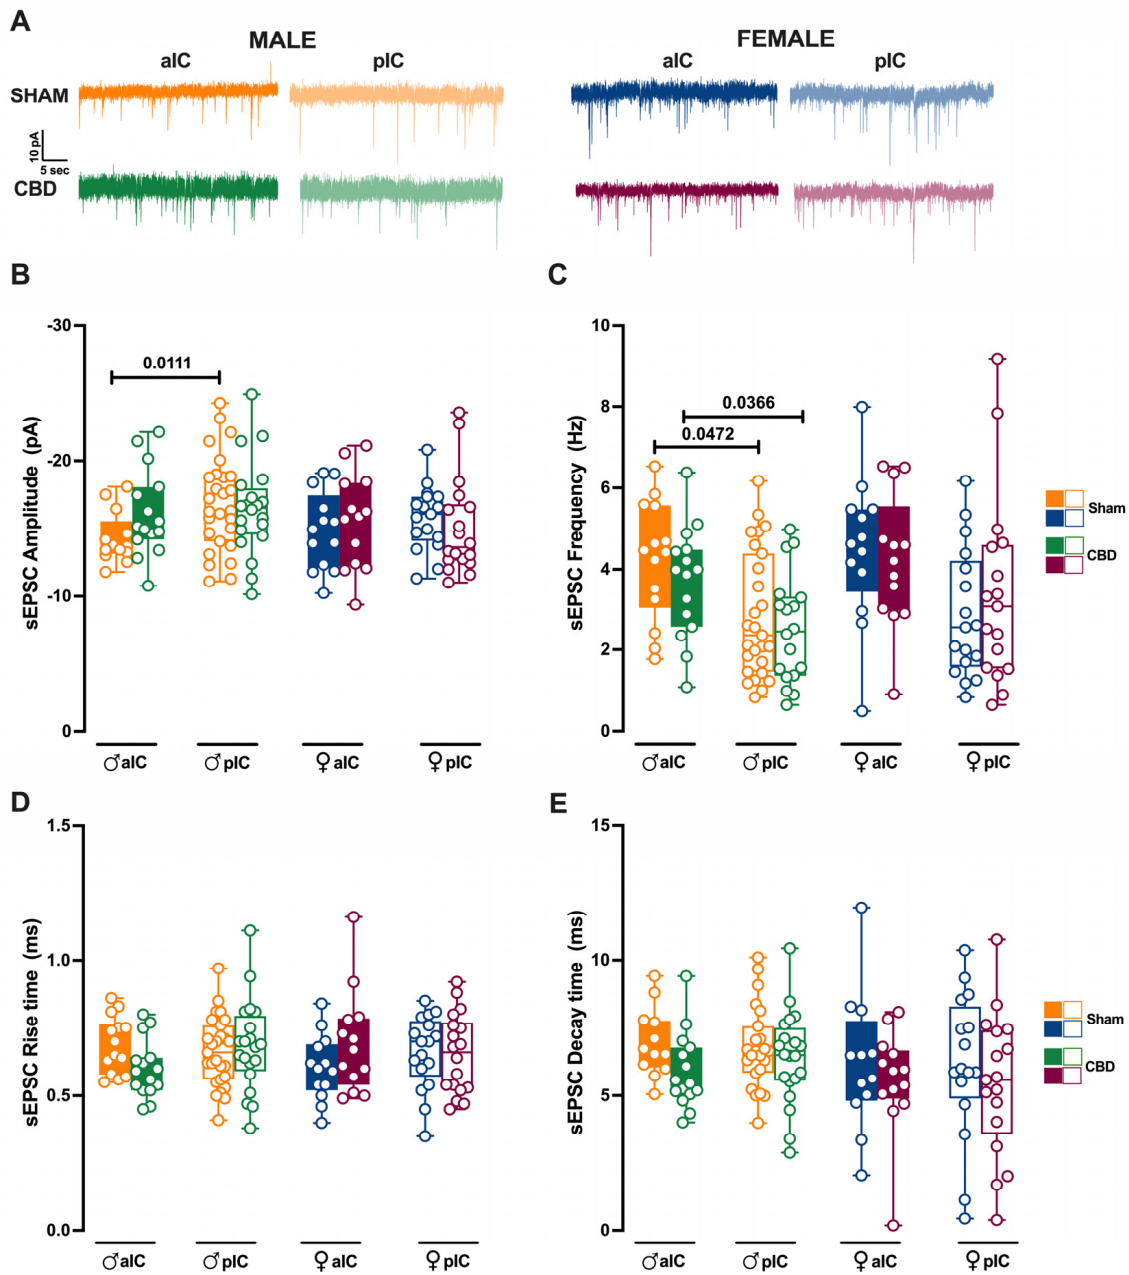 A
MALE
FEMALE
aIC
pIC
aIC
pIC
SHAM
10 pA
5 sec
CBD
B
C
-30
-20
-10
0
sEPSC Amplitude (pA)
0.0111
♂aIC
♂pIC
♀aIC
♀pIC
10
8
6
4
2
0
sEPSC Frequency (Hz)
0.0366
0.0472
♂aIC
♂pIC
♀aIC
♀pIC
Sham
CBD
D
E
1.5
1.0
0.5
0.0
sEPSC Rise time (ms)
♂aIC
♂pIC
♀aIC
♀pIC
15
10
5
0
sEPSC Decay time (ms)
♂aIC
♂pIC
♀aIC
♀pIC
Sham
CBD